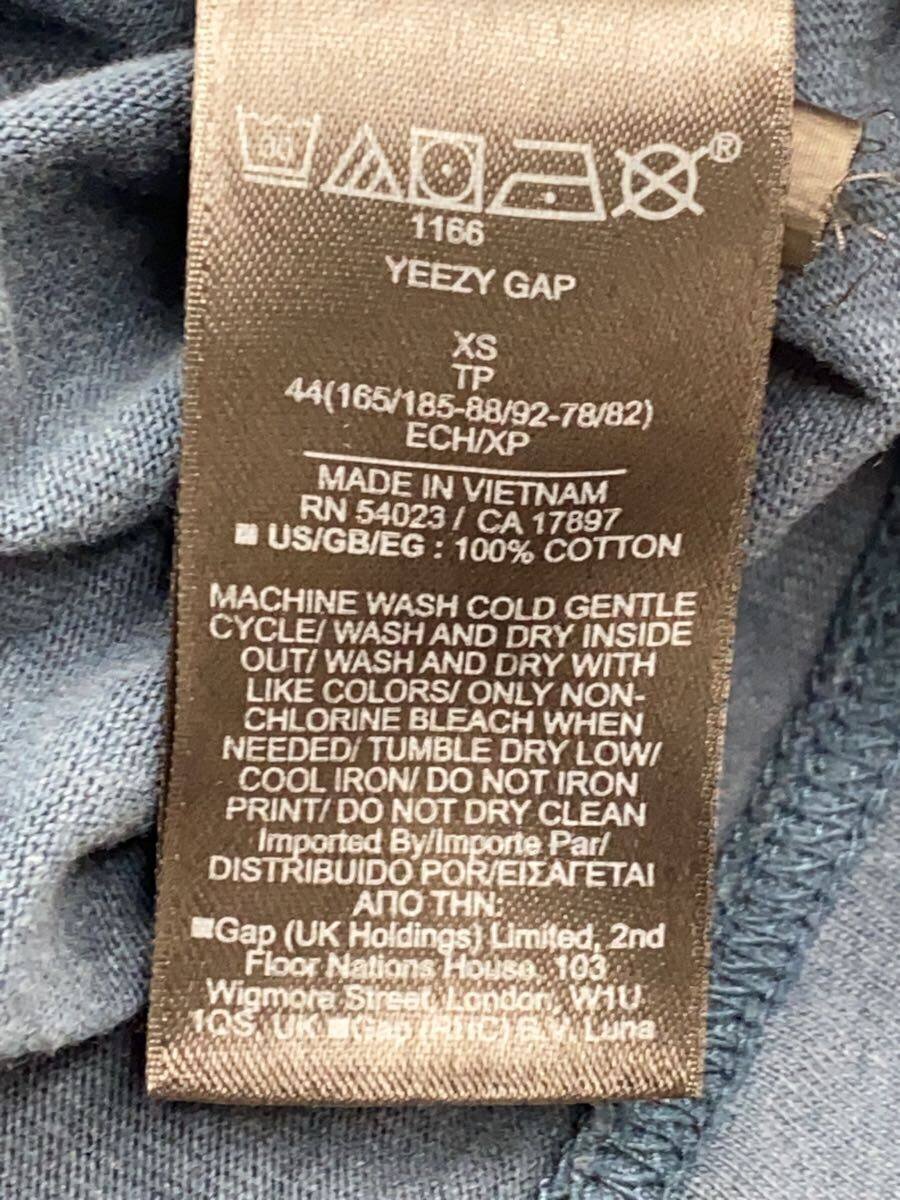 30
®
1166
YEEZY GAP
XS
TP
44(165/185-88/92-78/82)
ECH/XP
MADE IN VIETNAM
RN 54023 / CA 17897
■ US/GB/EG : 100% COTTON
MACHINE WASH COLD GENTLE
CYCLE/ WASH AND DRY INSIDE
OUT/ WASH AND DRY WITH
LIKE COLORS/ ONLY NON-
CHLORINE BLEACH WHEN
NEEDED/ TUMBLE DRY LOW/
COOL IRON/ DO NOT IRON
PRINT/ DO NOT DRY CLEAN
Imported By/Importe Par/
DISTRIBUIDO POR/ΕΙΣΑΓΕΤΑΙ
ΑΠΟ ΤΗΝ:
■Gap (UK Holdings) Limited, 2nd
Floor Nations House, 103
Wigmore Street, London, W1U
1QS, UK ■Gap (RHC) B.V. Luna